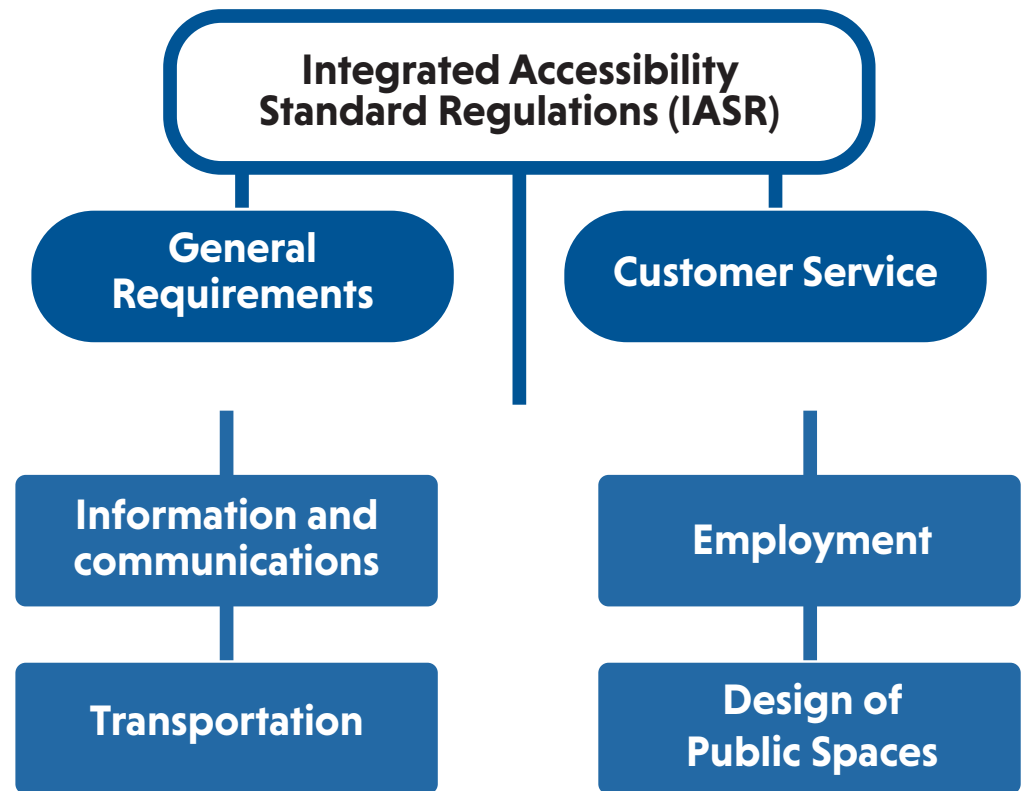 Integrated Accessibility
Standard Regulations (IASR)
General
Requirements
Customer Service
Information and
communications
Employment
Transportation
Design of
Public Spaces